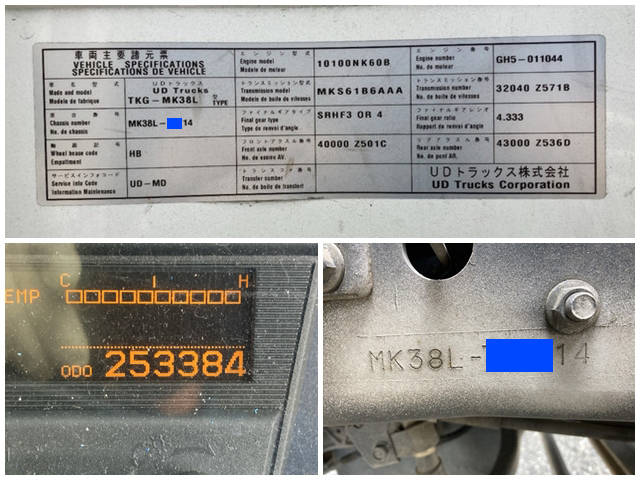 車両主要諸元票
VEHICLE SPECIFICATIONS
SPECIFICATIONS DE VEHICLE
車名型式
Make and model
Modele de fabrique
UDトラックス
UD Trucks
TKG-MK38L 型 TYPE
車台番号
Chassis number
No. de chassis
MK38L- 14
Wheel base code
Empattement
HB
サービスインフォコード
Service Info Code
Information Maintenance
UD-MD
エンジン型式
Engine model
Modele de moteur
10100NK60B
トランスミッション型式
Transmission model
Modele de boite de vitesses
MKS61B6AAA
ファイナルギアタイプ
Final gear type
Type de renvoi d'angle
SRHF3 OR 4
フロントアクスル番号
Front axle number
No. de essieu AV.
40000 Z501C
トランスファ番号
Transfer number
No. de boite de transfert
エンジン番号
Engine number
No. de moteur
GH5-011044
トランスミッション番号
Transmission number
No. de boite de vitesses
32040 Z571B
ファイナルギアレシオ
Final gear ratio
Rapport de renvoi d'angle
4.333
リアアクスル番号
Rear axle number
No. de pont AR.
43000 Z536D
UDトラックス株式会社
UD Trucks Corporation
EMP C H
ODO 253384
MK38L- 14